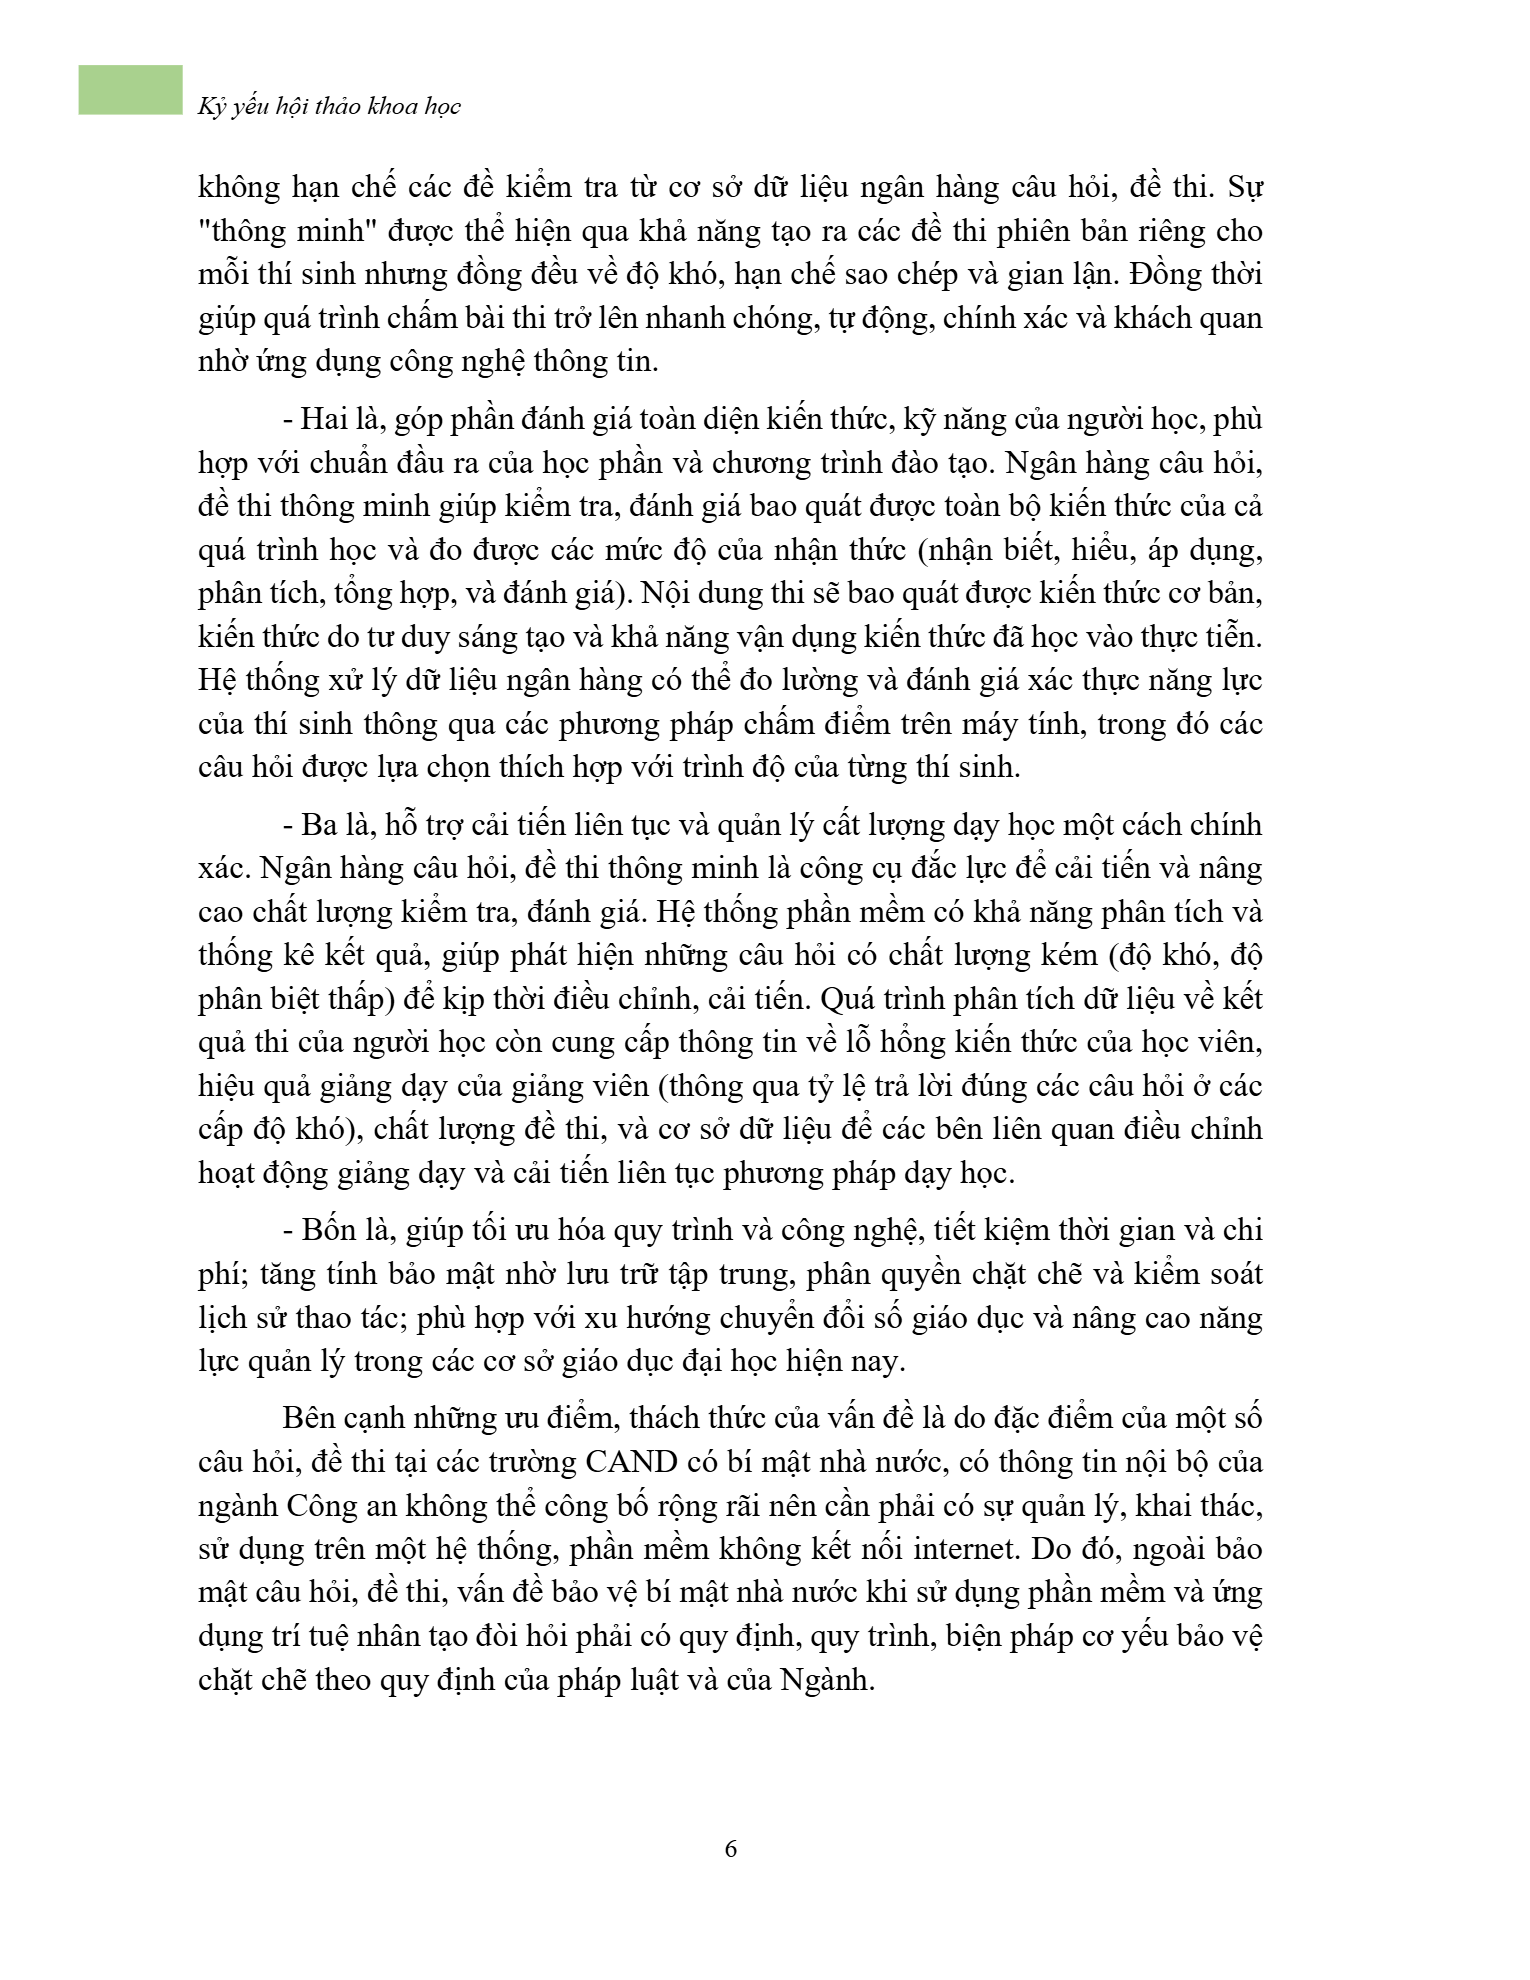 Kỷ yếu hội thảo khoa học
không hạn chế các đề kiểm tra từ cơ sở dữ liệu ngân hàng câu hỏi, đề thi. Sự
"thông minh" được thể hiện qua khả năng tạo ra các đề thi phiên bản riêng cho
mỗi thí sinh nhưng đồng đều về độ khó, hạn chế sao chép và gian lận. Đồng thời
giúp quá trình chấm bài thi trở lên nhanh chóng, tự động, chính xác và khách quan
nhờ ứng dụng công nghệ thông tin.
- Hai là, góp phần đánh giá toàn diện kiến thức, kỹ năng của người học, phù
hợp với chuẩn đầu ra của học phần và chương trình đào tạo. Ngân hàng câu hỏi,
đề thi thông minh giúp kiểm tra, đánh giá bao quát được toàn bộ kiến thức của cả
quá trình học và đo được các mức độ của nhận thức (nhận biết, hiểu, áp dụng,
phân tích, tổng hợp, và đánh giá). Nội dung thi sẽ bao quát được kiến thức cơ bản,
kiến thức do tư duy sáng tạo và khả năng vận dụng kiến thức đã học vào thực tiễn.
Hệ thống xử lý dữ liệu ngân hàng có thể đo lường và đánh giá xác thực năng lực
của thí sinh thông qua các phương pháp chấm điểm trên máy tính, trong đó các
câu hỏi được lựa chọn thích hợp với trình độ của từng thí sinh.
- Ba là, hỗ trợ cải tiến liên tục và quản lý cất lượng dạy học một cách chính
xác. Ngân hàng câu hỏi, đề thi thông minh là công cụ đắc lực để cải tiến và nâng
cao chất lượng kiểm tra, đánh giá. Hệ thống phần mềm có khả năng phân tích và
thống kê kết quả, giúp phát hiện những câu hỏi có chất lượng kém (độ khó, độ
phân biệt thấp) để kịp thời điều chỉnh, cải tiến. Quá trình phân tích dữ liệu về kết
quả thi của người học còn cung cấp thông tin về lỗ hổng kiến thức của học viên,
hiệu quả giảng dạy của giảng viên (thông qua tỷ lệ trả lời đúng các câu hỏi ở các
cấp độ khó), chất lượng đề thi, và cơ sở dữ liệu để các bên liên quan điều chỉnh
hoạt động giảng dạy và cải tiến liên tục phương pháp dạy học.
- Bốn là, giúp tối ưu hóa quy trình và công nghệ, tiết kiệm thời gian và chi
phí; tăng tính bảo mật nhờ lưu trữ tập trung, phân quyền chặt chẽ và kiểm soát
lịch sử thao tác; phù hợp với xu hướng chuyển đổi số giáo dục và nâng cao năng
lực quản lý trong các cơ sở giáo dục đại học hiện nay.
Bên cạnh những ưu điểm, thách thức của vấn đề là do đặc điểm của một số
câu hỏi, đề thi tại các trường CAND có bí mật nhà nước, có thông tin nội bộ của
ngành Công an không thể công bố rộng rãi nên cần phải có sự quản lý, khai thác,
sử dụng trên một hệ thống, phần mềm không kết nối internet. Do đó, ngoài bảo
mật câu hỏi, đề thi, vấn đề bảo vệ bí mật nhà nước khi sử dụng phần mềm và ứng
dụng trí tuệ nhân tạo đòi hỏi phải có quy định, quy trình, biện pháp cơ yếu bảo vệ
chặt chẽ theo quy định của pháp luật và của Ngành.
6